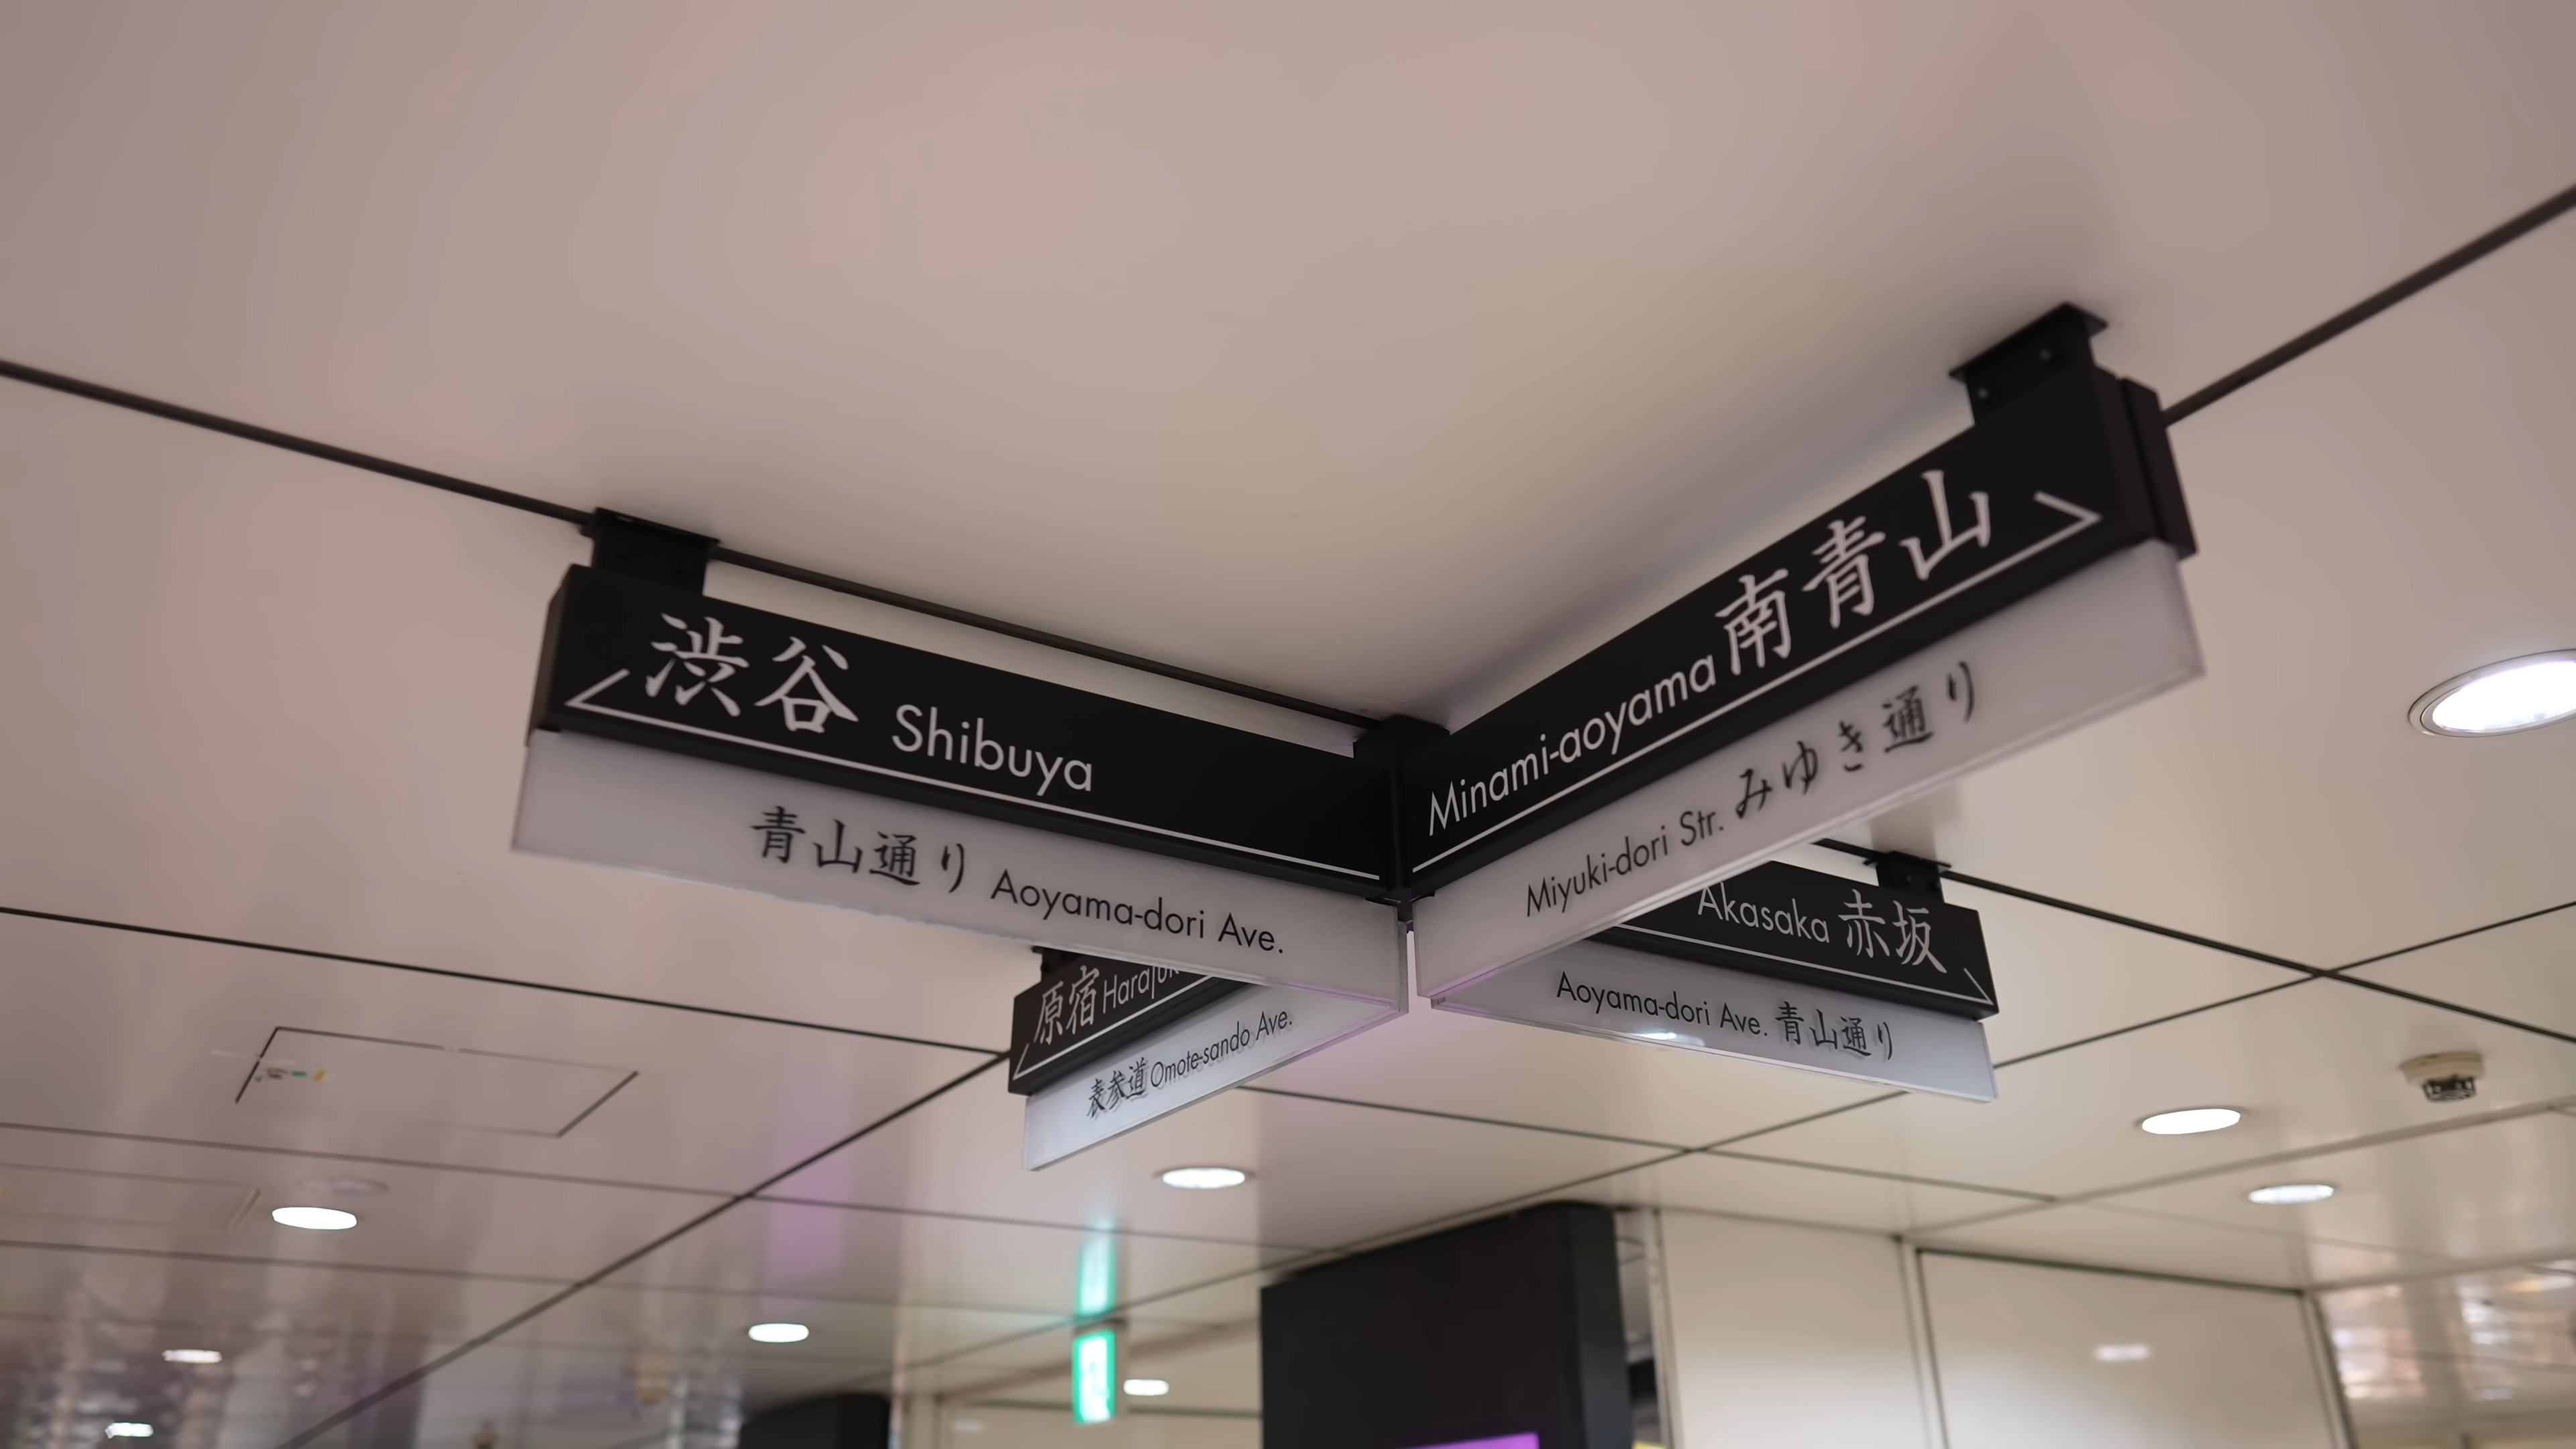 渋谷 Shibuya
青山通り Aoyama-dori Ave.
Minami-aoyama 南青山
Miyuki-dori Str. みゆき通り
原宿 Harajuk
表参道 Omote-sando Ave.
Akasaka 赤坂
Aoyama-dori Ave. 青山通り